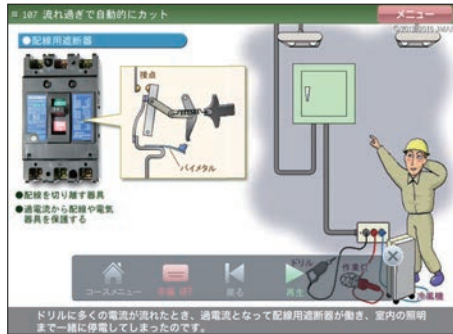 107 流れ過ぎで自動的にカット
メニュー
●配線用遮断器
接点
バイメタル
●配線を切り離す器具
●過電流から配線や電気
器具を保護する
ドリル
作業灯
冷風機
コースメニュー
戻る
再生
ドリルに多くの電流が流れたとき、過電流となって配線用遮断器が働き、室内の照明
まで一緒に停電してしまったのです。